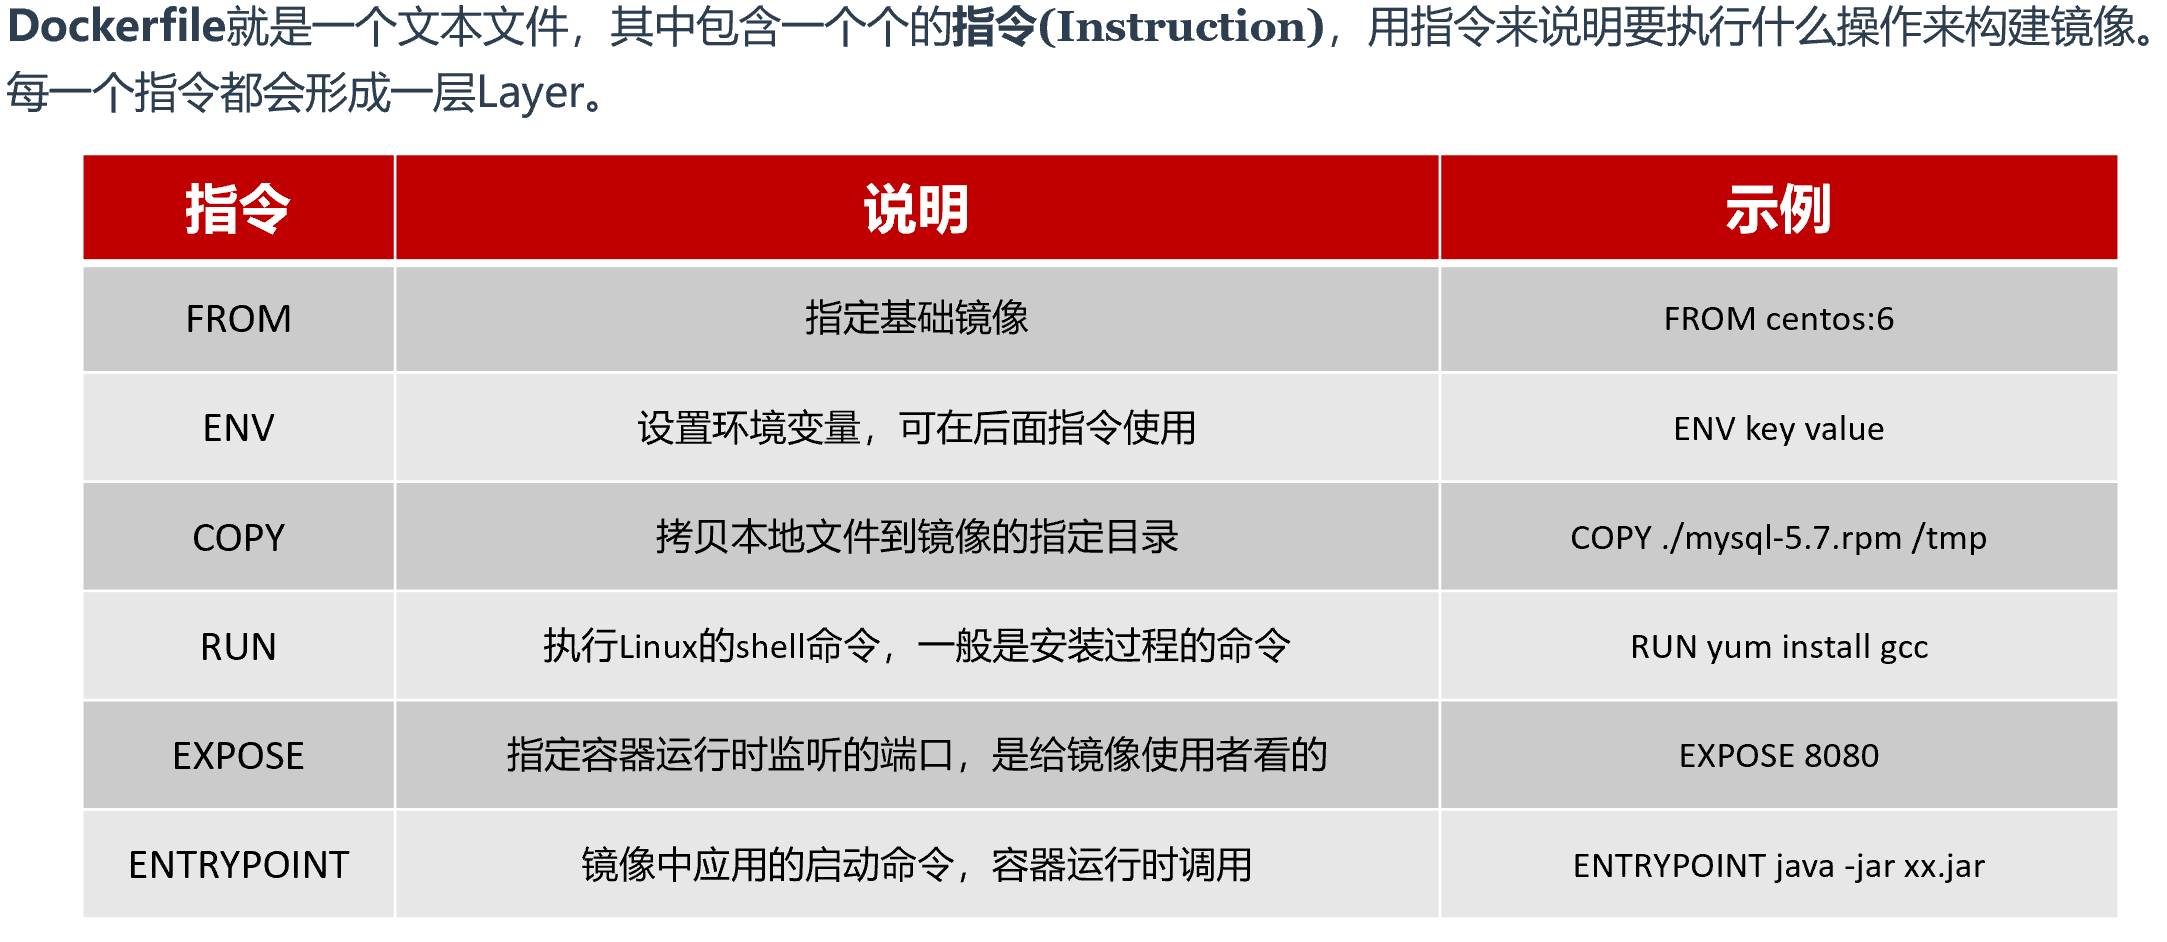 Dockerfile就是一个文本文件，其中包含一个个的指令(Instruction)，用指令来说明要执行什么操作来构建镜像。
每一个指令都会形成一层Layer。
指令 说明 示例
FROM 指定基础镜像 FROM centos:6
ENV 设置环境变量，可在后面指令使用 ENV key value
COPY 拷贝本地文件到镜像的指定目录 COPY ./mysql-5.7.rpm /tmp
RUN 执行Linux的shell命令，一般是安装过程的命令 RUN yum install gcc
EXPOSE 指定容器运行时监听的端口，是给镜像使用者看的 EXPOSE 8080
ENTRYPOINT 镜像中应用的启动命令，容器运行时调用 ENTRYPOINT java -jar xx.jar